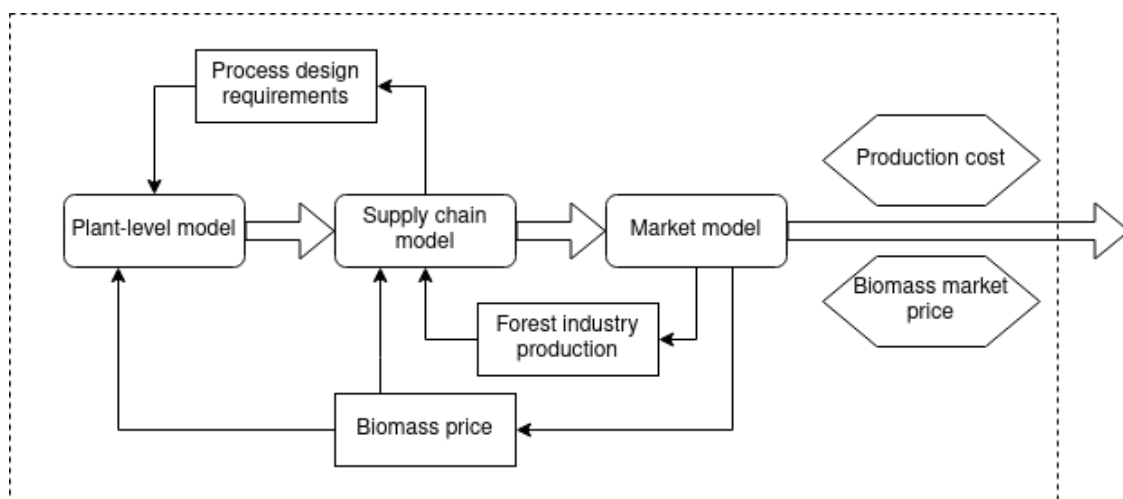 Process design
requirements
Production cost
Plant-level model
Supply chain
model
Market model
Biomass market
price
Forest industry
production
Biomass price